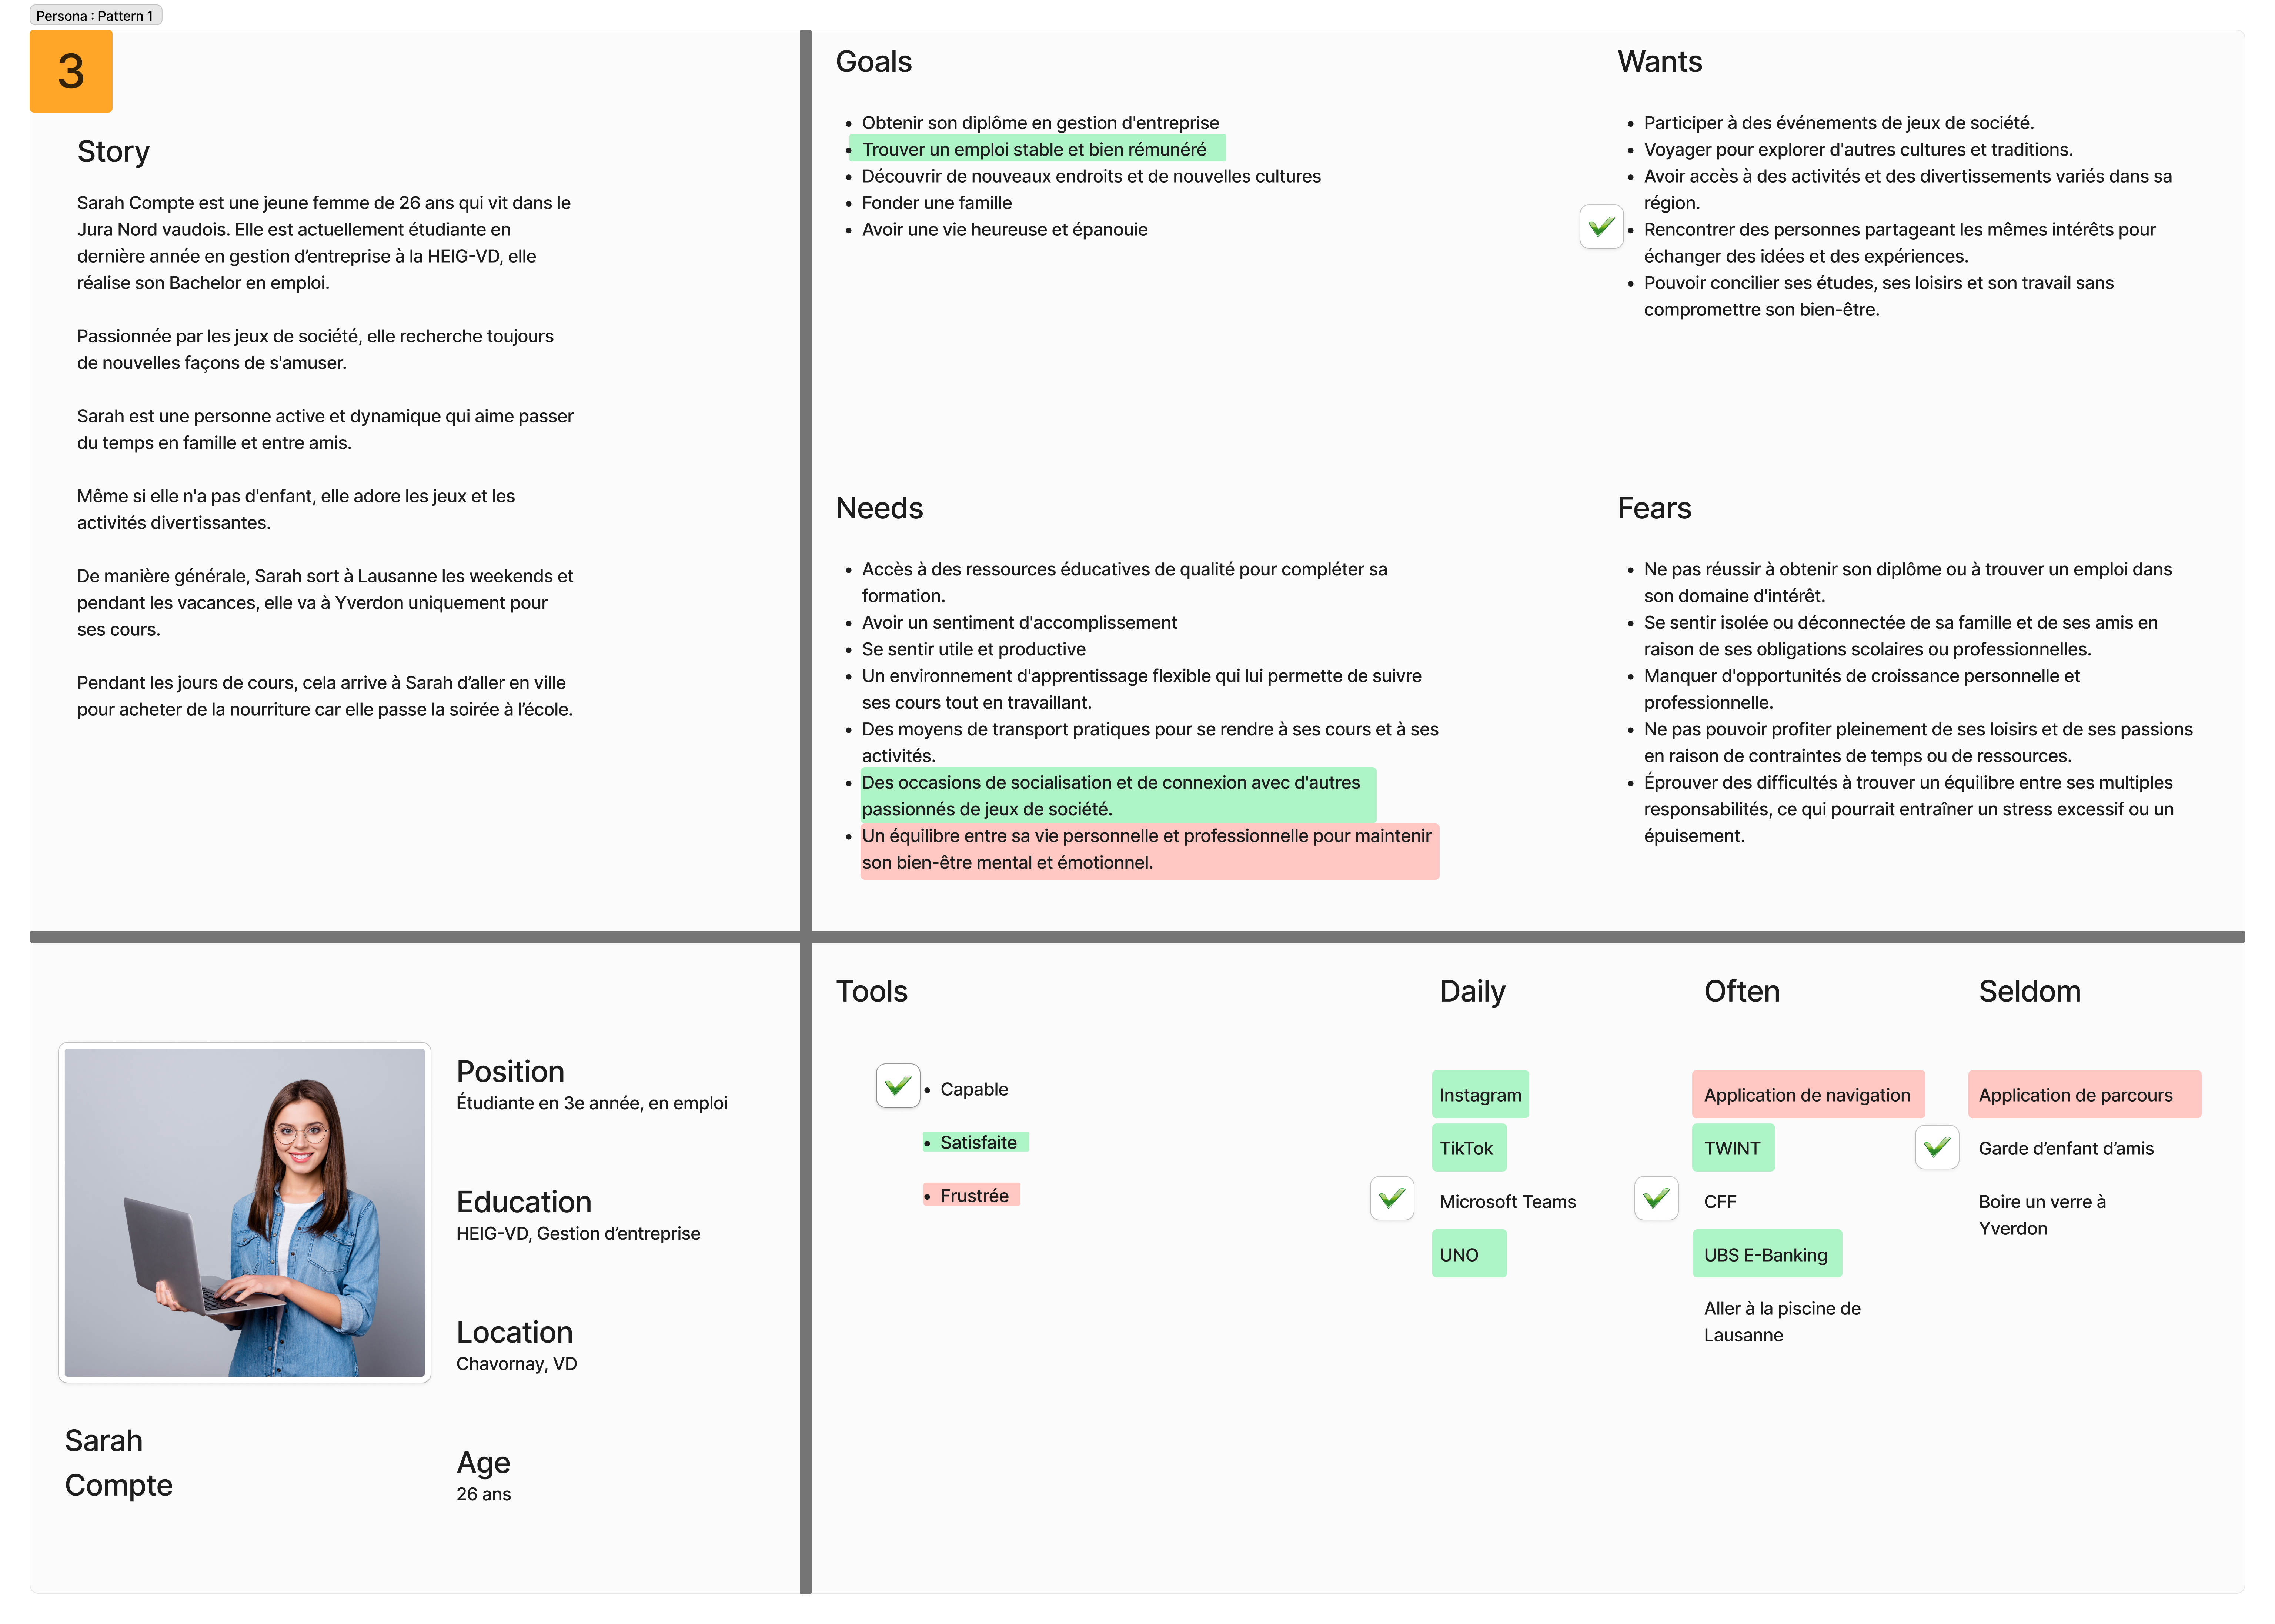 Persona : Pattern 1
3
Story
Sarah Compte est une jeune femme de 26 ans qui vit dans le
Jura Nord vaudois. Elle est actuellement étudiante en
dernière année en gestion d’entreprise à la HEIG-VD, elle
réalise son Bachelor en emploi.
Passionnée par les jeux de société, elle recherche toujours
de nouvelles façons de s'amuser.
Sarah est une personne active et dynamique qui aime passer
du temps en famille et entre amis.
Même si elle n'a pas d'enfant, elle adore les jeux et les
activités divertissantes.
De manière générale, Sarah sort à Lausanne les weekends et
pendant les vacances, elle va à Yverdon uniquement pour
ses cours.
Pendant les jours de cours, cela arrive à Sarah d’aller en ville
pour acheter de la nourriture car elle passe la soirée à l’école.
Goals
• Obtenir son diplôme en gestion d'entreprise
• Trouver un emploi stable et bien rémunéré
• Découvrir de nouveaux endroits et de nouvelles cultures
• Fonder une famille
• Avoir une vie heureuse et épanouie
Wants
• Participer à des événements de jeux de société.
• Voyager pour explorer d'autres cultures et traditions.
• Avoir accès à des activités et des divertissements variés dans sa
région.
• Rencontrer des personnes partageant les mêmes intérêts pour
échanger des idées et des expériences.
• Pouvoir concilier ses études, ses loisirs et son travail sans
compromettre son bien-être.
Needs
• Accès à des ressources éducatives de qualité pour compléter sa
formation.
• Avoir un sentiment d'accomplissement
• Se sentir utile et productive
• Un environnement d'apprentissage flexible qui lui permette de suivre
ses cours tout en travaillant.
• Des moyens de transport pratiques pour se rendre à ses cours et à ses
activités.
• Des occasions de socialisation et de connexion avec d'autres
passionnés de jeux de société.
• Un équilibre entre sa vie personnelle et professionnelle pour maintenir
son bien-être mental et émotionnel.
Fears
• Ne pas réussir à obtenir son diplôme ou à trouver un emploi dans
son domaine d'intérêt.
• Se sentir isolée ou déconnectée de sa famille et de ses amis en
raison de ses obligations scolaires ou professionnelles.
• Manquer d'opportunités de croissance personnelle et
professionnelle.
• Ne pas pouvoir profiter pleinement de ses loisirs et de ses passions
en raison de contraintes de temps ou de ressources.
• Éprouver des difficultés à trouver un équilibre entre ses multiples
responsabilités, ce qui pourrait entraîner un stress excessif ou un
épuisement.
Sarah
Compte
Position
Étudiante en 3e année, en emploi
Education
HEIG-VD, Gestion d’entreprise
Location
Chavornay, VD
Age
26 ans
Tools
• Capable
• Satisfaite
• Frustrée
Daily
Instagram
TikTok
Microsoft Teams
UNO
Often
Application de navigation
TWINT
CFF
UBS E-Banking
Aller à la piscine de
Lausanne
Seldom
Application de parcours
Garde d’enfant d’amis
Boire un verre à
Yverdon